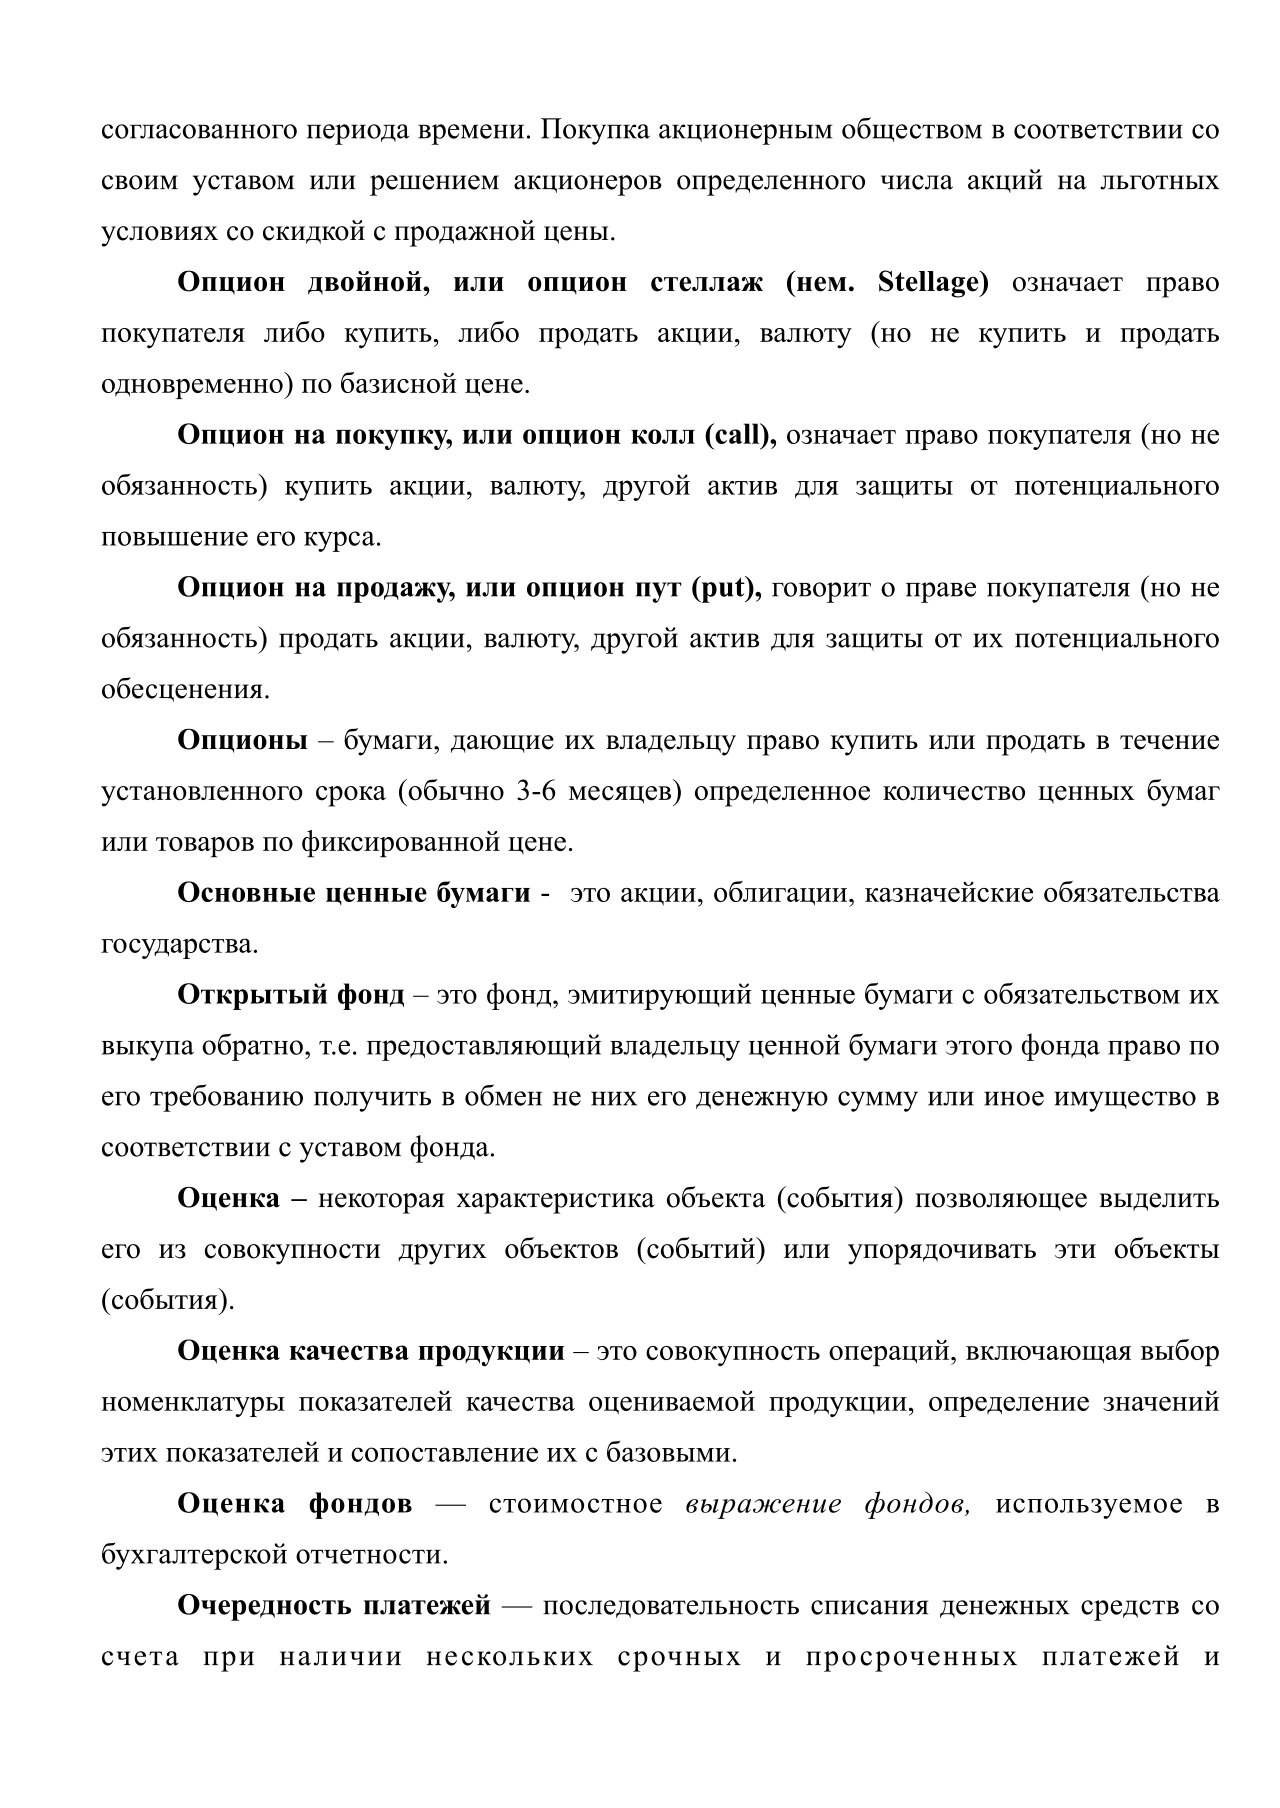 согласованного периода времени. Покупка акционерным обществом в соответствии со
своим уставом или решением акционеров определенного числа акций на льготных
условиях со скидкой с продажной цены.
Опцион двойной, или опцион стеллаж (нем. Stellage) означает право
покупателя либо купить, либо продать акции, валюту (но не купить и продать
одновременно) по базисной цене.
Опцион на покупку, или опцион колл (call), означает право покупателя (но не
обязанность) купить акции, валюту, другой актив для защиты от потенциального
повышение его курса.
Опцион на продажу, или опцион пут (put), говорит о праве покупателя (но не
обязанность) продать акции, валюту, другой актив для защиты от их потенциального
обесценения.
Опционы – бумаги, дающие их владельцу право купить или продать в течение
установленного срока (обычно 3-6 месяцев) определенное количество ценных бумаг
или товаров по фиксированной цене.
Основные ценные бумаги -  это акции, облигации, казначейские обязательства
государства.
Открытый фонд – это фонд, эмитирующий ценные бумаги с обязательством их
выкупа обратно, т.е. предоставляющий владельцу ценной бумаги этого фонда право по
его требованию получить в обмен не них его денежную сумму или иное имущество в
соответствии с уставом фонда.
Оценка – некоторая характеристика объекта (события) позволяющее выделить
его из совокупности других объектов (событий) или упорядочивать эти объекты
(события).
Оценка качества продукции – это совокупность операций, включающая выбор
номенклатуры показателей качества оцениваемой продукции, определение значений
этих показателей и сопоставление их с базовыми.
Оценка фондов — стоимостное выражение фондов, используемое в
бухгалтерской отчетности.
Очередность платежей — последовательность списания денежных средств со
счета при наличии нескольких срочных и просроченных платежей и